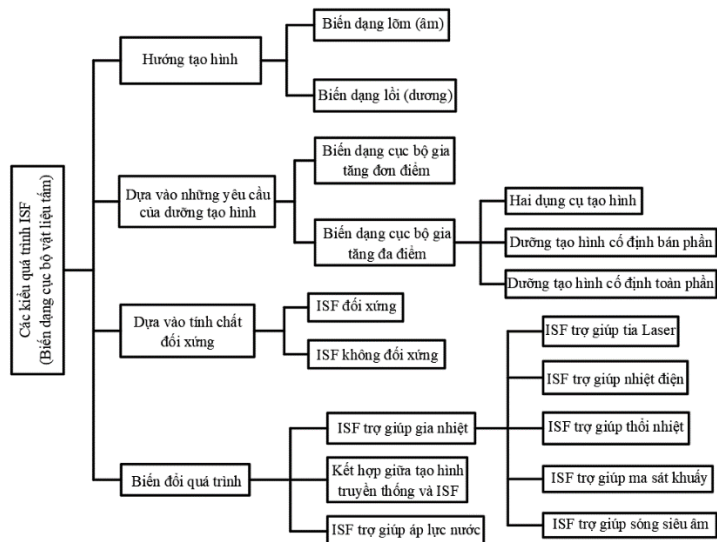 Các kiểu quá trình ISF
(Biến dạng cục bộ vật liệu tấm)
Hướng tạo hình
Biến dạng lõm (âm)
Biến dạng lồi (dương)
Dựa vào những yêu cầu
của dưỡng tạo hình
Biến dạng cục bộ gia
tăng đơn điểm
Biến dạng cục bộ gia
tăng đa điểm
Hai dụng cụ tạo hình
Dưỡng tạo hình cố định bán phần
Dưỡng tạo hình cố định toàn phần
Dựa vào tính chất
đối xứng
ISF đối xứng
ISF không đối xứng
Biến đổi quá trình
ISF trợ giúp gia nhiệt
ISF trợ giúp tia Laser
ISF trợ giúp nhiệt điện
ISF trợ giúp thổi nhiệt
ISF trợ giúp ma sát khuấy
ISF trợ giúp sóng siêu âm
Kết hợp giữa tạo hình
truyền thống và ISF
ISF trợ giúp áp lực nước